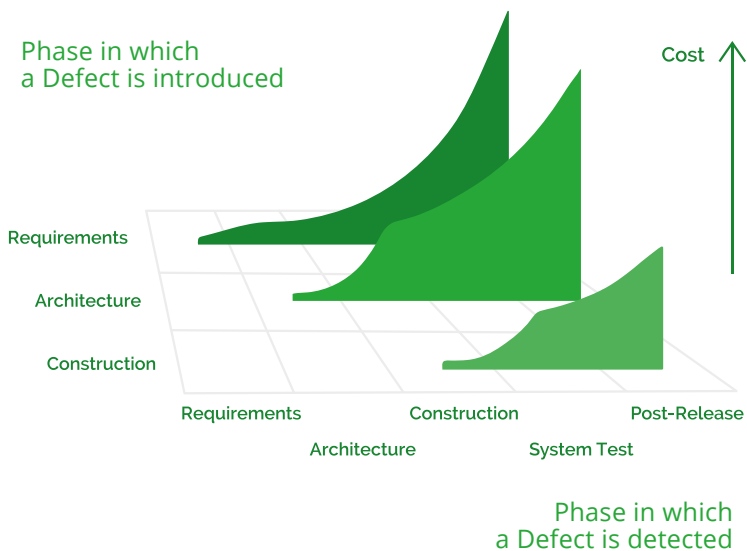 Phase in which
a Defect is introduced
Cost
Requirements
Architecture
Construction
Requirements
Construction
Post-Release
Architecture
System Test
Phase in which
a Defect is detected